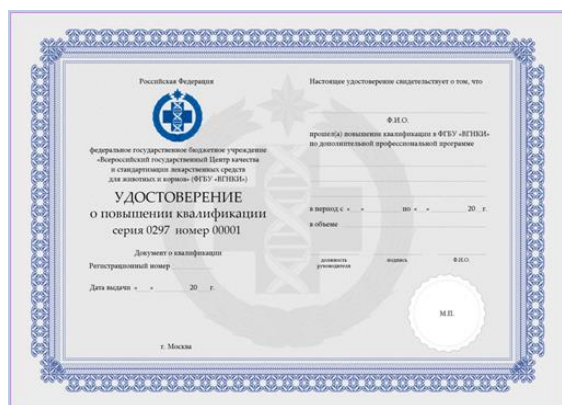 Российская Федерация
федеральное государственное бюджетное учреждение
«Всероссийский государственный Центр качества
и стандартизации лекарственных средств
для животных и кормов» (ФГБУ «ВГНКИ»)
УДОСТОВЕРЕНИЕ
о повышении квалификации
серия 0297 номер 00001
Документ о квалификации
Регистрационный номер
Дата выдачи « » 20 г.
г. Москва
Настоящее удостоверение свидетельствует о том, что
Ф.И.О.
прошел(а) повышение квалификации в ФГБУ «ВГНКИ»
по дополнительной профессиональной программе
в период с « » по « » 20 г.
в объеме
должность подпись Ф.И.О.
руководителя
М.П.